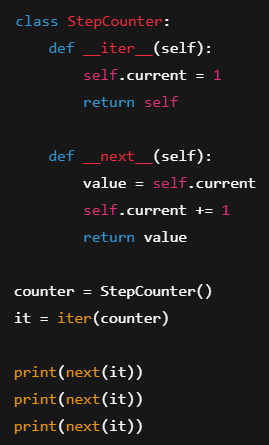 class StepCounter:
    def __iter__(self):
        self.current = 1
        return self

    def __next__(self):
        value = self.current
        self.current += 1
        return value

counter = StepCounter()
it = iter(counter)

print(next(it))
print(next(it))
print(next(it))